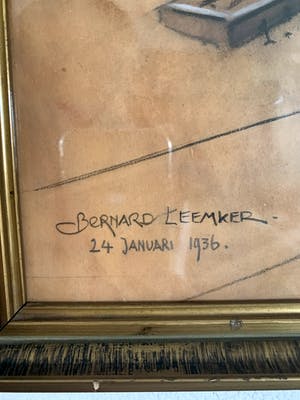 BERNARD LEEMKER -
24 JANUARI 1936.